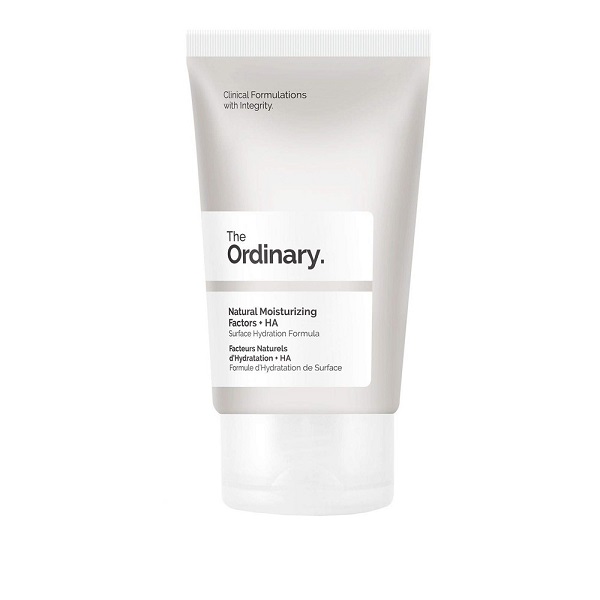 Clinical Formulations
with Integrity.
The
Ordinary.
Natural Moisturizing
Factors + HA
Surface Hydration Formula
Facteurs Naturels
d'Hydratation + HA
Formule d'Hydratation de Surface